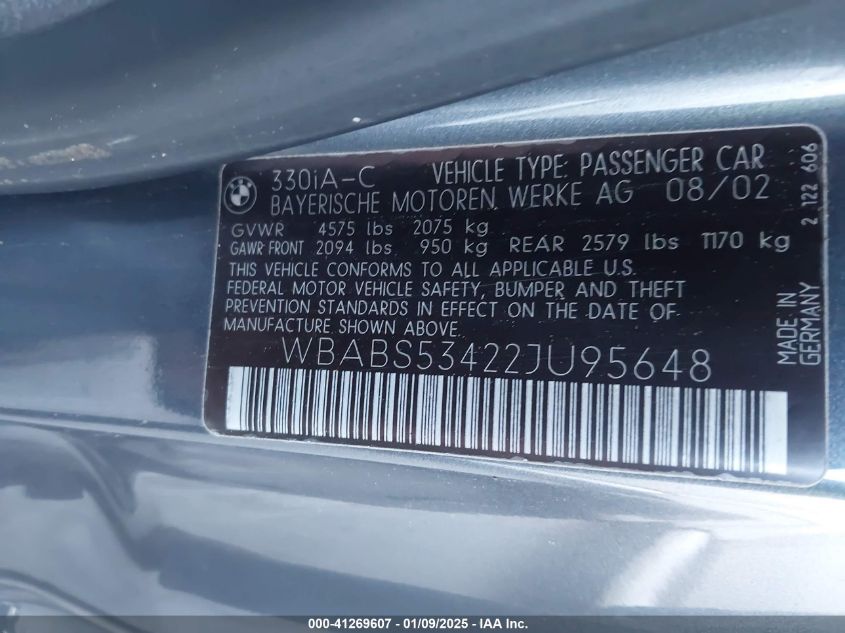 330iA-C VEHICLE TYPE: PASSENGER CAR
BAYERISCHE MOTOREN WERKE AG 08/02
GVWR 4575 lbs 2075 kg
GAWR FRONT 2094 lbs 950 kg REAR 2579 lbs 1170 kg
THIS VEHICLE CONFORMS TO ALL APPLICABLE U.S.
FEDERAL MOTOR VEHICLE SAFETY, BUMPER AND THEFT
PREVENTION STANDARDS IN EFFECT ON THE DATE OF
MANUFACTURE SHOWN ABOVE.
WBABS53422JU95648
MADE IN
GERMANY
2 122 606
BMW
000-41269607 - 01/09/2025 - IAA Inc.